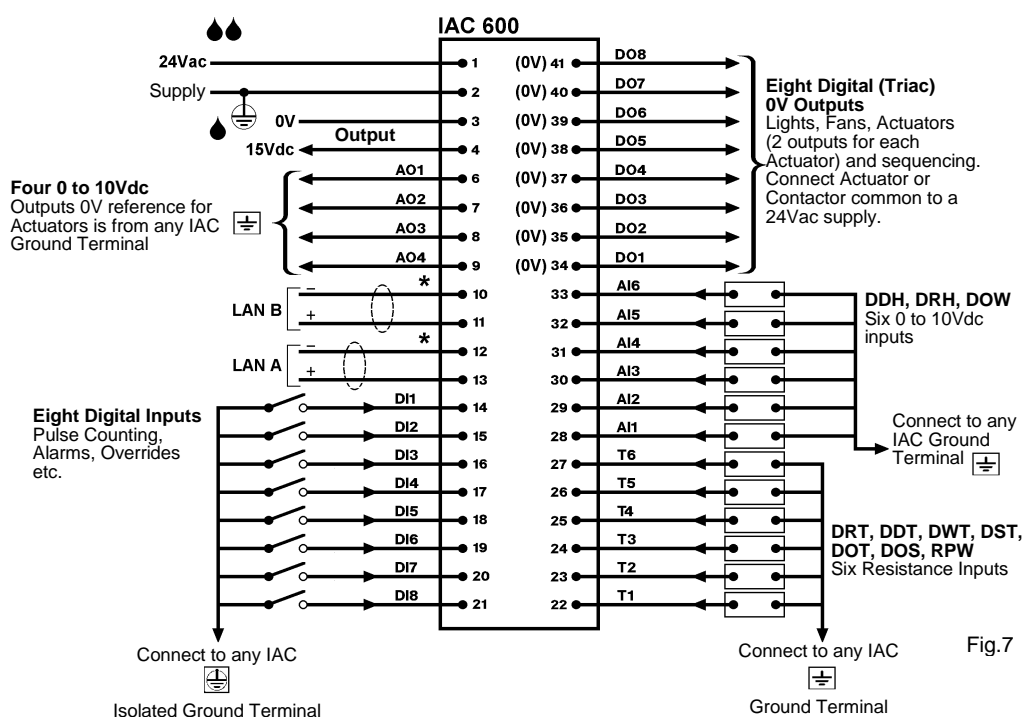 IAC 600
24Vac
Supply
0V
15Vdc
Output
1
2
3
4
Four 0 to 10Vdc
Outputs 0V reference for
Actuators is from any IAC
Ground Terminal
AO1
AO2
AO3
AO4
6
7
8
9
LAN B
–
+
*
10
11
LAN A
–
+
*
12
13
Eight Digital Inputs
Pulse Counting,
Alarms, Overrides
etc.
DI1
DI2
DI3
DI4
DI5
DI6
DI7
DI8
14
15
16
17
18
19
20
21
Connect to any IAC
Isolated Ground Terminal
(0V) 41 DO8
(0V) 40 DO7
(0V) 39 DO6
(0V) 38 DO5
(0V) 37 DO4
(0V) 36 DO3
(0V) 35 DO2
(0V) 34 DO1
Eight Digital (Triac)
0V Outputs
Lights, Fans, Actuators
(2 outputs for each
Actuator) and sequencing.
Connect Actuator or
Contactor common to a
24Vac supply.
33 AI6
32 AI5
31 AI4
30 AI3
29 AI2
28 AI1
DDH, DRH, DOW
Six 0 to 10Vdc
inputs
Connect to any
IAC Ground
Terminal
27 T6
26 T5
25 T4
24 T3
23 T2
22 T1
DRT, DDT, DWT, DST,
DOT, DOS, RPW
Six Resistance Inputs
Connect to any IAC
Ground Terminal
Fig.7